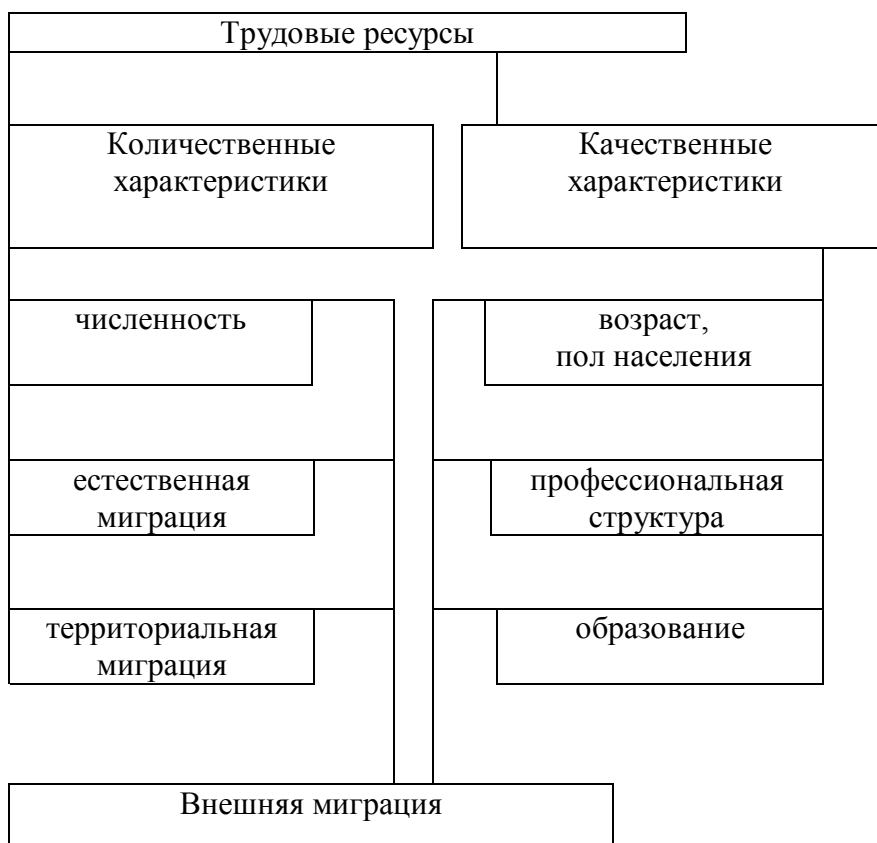 Трудовые ресурсы
Количественные
характеристики
Качественные
характеристики
численность
возраст,
пол населения
естественная
миграция
профессиональная
структура
территориальная
миграция
образование
Внешняя миграция